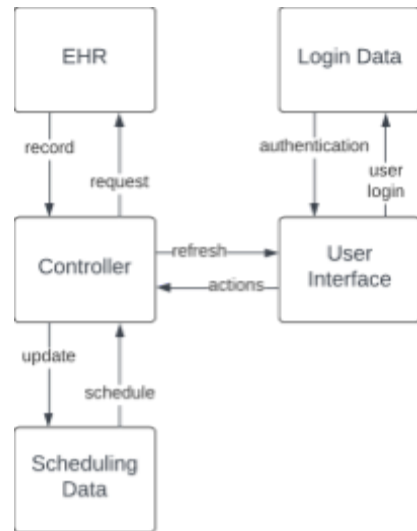 EHR
Login Data
record
authentication
request
user
login
Controller
refresh
actions
User
Interface
update
schedule
Scheduling
Data